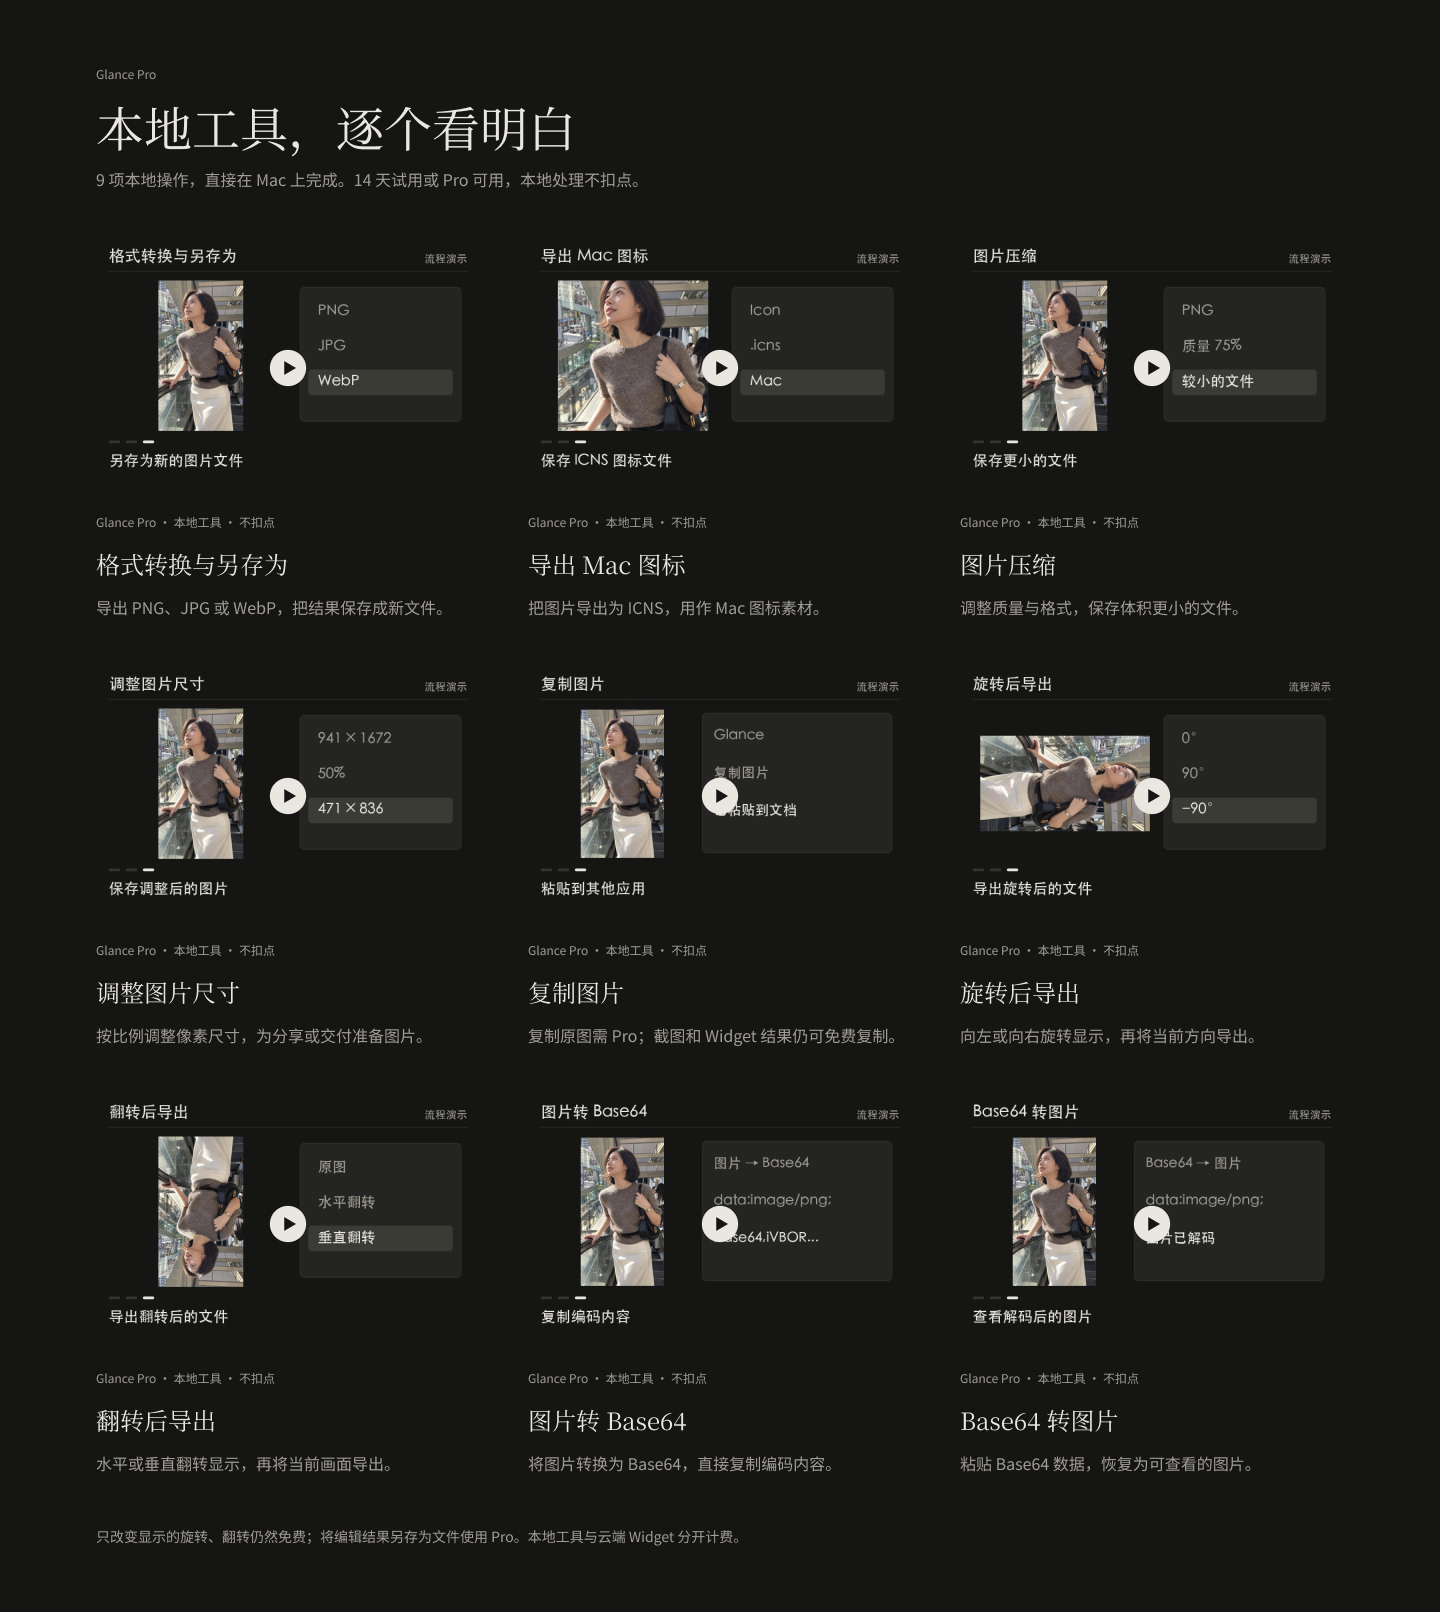 Glance Pro
本地工具，逐个看明白
9 项本地操作，直接在 Mac 上完成。14 天试用或 Pro 可用，本地处理不扣点。
格式转换与另存为
流程演示
PNG
JPG
WebP
另存为新的图片文件
Glance Pro · 本地工具 · 不扣点
格式转换与另存为
导出 PNG、JPG 或 WebP，把结果保存成新文件。
导出 Mac 图标
流程演示
Icon
.icns
Mac
保存 ICNS 图标文件
Glance Pro · 本地工具 · 不扣点
导出 Mac 图标
把图片导出为 ICNS，用作 Mac 图标素材。
图片压缩
流程演示
PNG
质量 75%
较小的文件
保存更小的文件
Glance Pro · 本地工具 · 不扣点
图片压缩
调整质量与格式，保存体积更小的文件。
调整图片尺寸
流程演示
941 × 1672
50%
471 × 836
保存调整后的图片
Glance Pro · 本地工具 · 不扣点
调整图片尺寸
按比例调整像素尺寸，为分享或交付准备图片。
复制图片
流程演示
Glance
复制图片
粘贴到文档
粘贴到其他应用
Glance Pro · 本地工具 · 不扣点
复制图片
复制原图需 Pro；截图和 Widget 结果仍可免费复制。
旋转后导出
流程演示
0°
90°
−90°
导出旋转后的文件
Glance Pro · 本地工具 · 不扣点
旋转后导出
向左或向右旋转显示，再将当前方向导出。
翻转后导出
流程演示
原图
水平翻转
垂直翻转
导出翻转后的文件
Glance Pro · 本地工具 · 不扣点
翻转后导出
水平或垂直翻转显示，再将当前画面导出。
图片转 Base64
流程演示
图片 → Base64
data:image/png;
base64,iVBOR...
复制编码内容
Glance Pro · 本地工具 · 不扣点
图片转 Base64
将图片转换为 Base64，直接复制编码内容。
Base64 转图片
流程演示
Base64 → 图片
data:image/png;
图片已解码
查看解码后的图片
Glance Pro · 本地工具 · 不扣点
Base64 转图片
粘贴 Base64 数据，恢复为可查看的图片。
只改变显示的旋转、翻转仍然免费；将编辑结果另存为文件使用 Pro。本地工具与云端 Widget 分开计费。